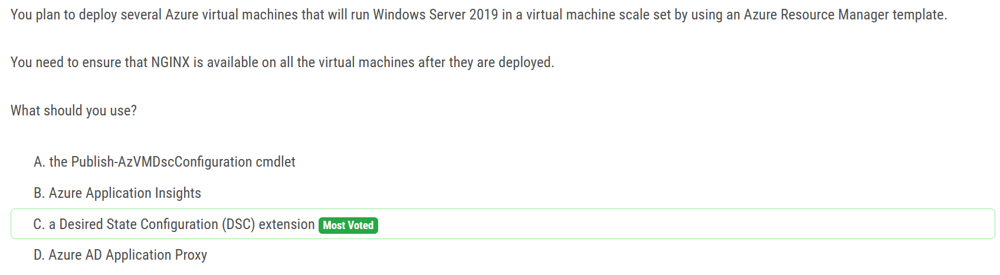 You plan to deploy several Azure virtual machines that will run Windows Server 2019 in a virtual machine scale set by using an Azure Resource Manager template.
You need to ensure that NGINX is available on all the virtual machines after they are deployed.
What should you use?
A. the Publish-AzVMDscConfiguration cmdlet
B. Azure Application Insights
C. a Desired State Configuration (DSC) extension Most Voted
D. Azure AD Application Proxy